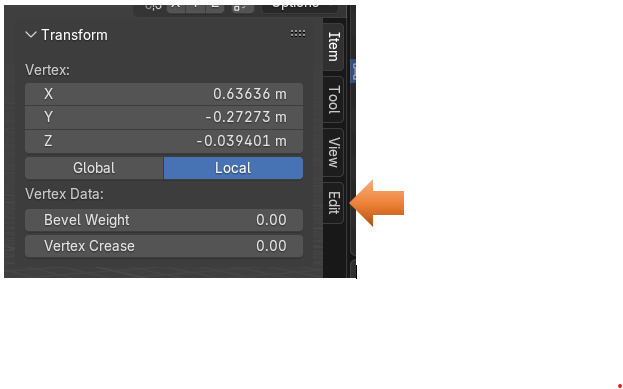 Options
Transform
Vertex:
X 0.63636 m
Y -0.27273 m
Z -0.039401 m
Global Local
Vertex Data:
Bevel Weight 0.00
Vertex Crease 0.00
Item
Tool
View
Edit